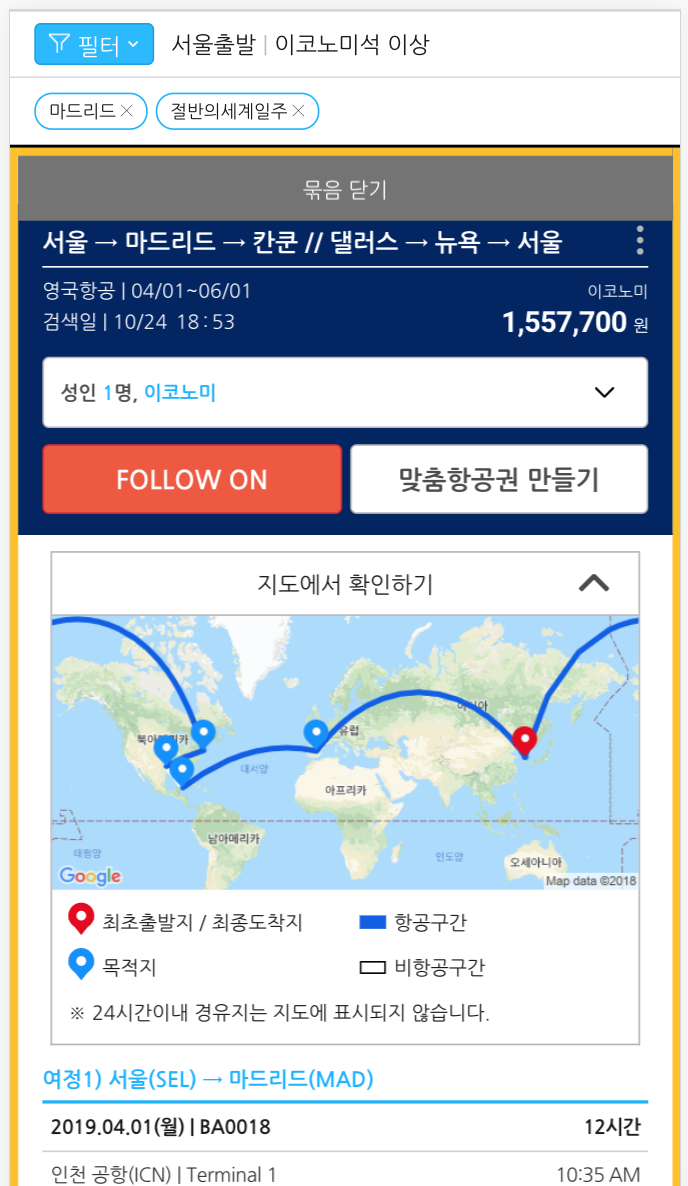 필터 서울출발 | 이코노미석 이상
마드리드 × 절반의세계일주 ×
묶음 닫기
서울 → 마드리드 → 칸쿤 // 댈러스 → 뉴욕 → 서울
영국항공 | 04/01~06/01
이코노미
검색일 | 10/24 18:53
1,557,700 원
성인 1명, 이코노미
FOLLOW ON
맞춤항공권 만들기
지도에서 확인하기
유럽
대서양
아프리카
남아메리카
태평양
인도양
오세아니아
Google
Map data ©2018
최초출발지 / 최종도착지
항공구간
목적지
비항공구간
※ 24시간이내 경유지는 지도에 표시되지 않습니다.
여정1) 서울(SEL) → 마드리드(MAD)
2019.04.01(월) | BA0018
12시간
인천 공항(ICN) | Terminal 1
10:35 AM